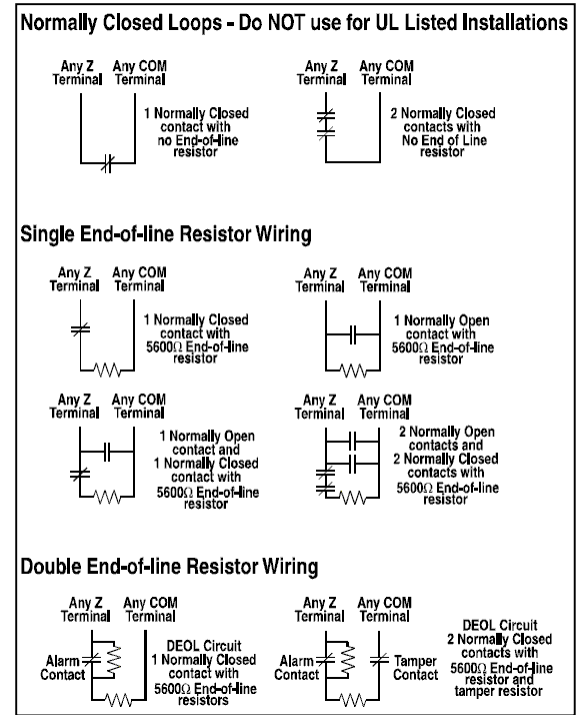 Normally Closed Loops - Do NOT use for UL Listed Installations
Any Z
Terminal
Any COM
Terminal
1 Normally Closed
contact with
no End-of-line
resistor
Any Z
Terminal
Any COM
Terminal
2 Normally Closed
contacts with
No End of Line
resistor
Single End-of-line Resistor Wiring
Any Z
Terminal
Any COM
Terminal
1 Normally Closed
contact with
5600Ω End-of-line
resistor
Any Z
Terminal
Any COM
Terminal
1 Normally Open
contact with
5600Ω End-of-line
resistor
Any Z
Terminal
Any COM
Terminal
1 Normally Open
contact and
1 Normally Closed
contact with
5600Ω End-of-line
resistor
Any Z
Terminal
Any COM
Terminal
2 Normally Open
contacts and
2 Normally Closed
contacts with
5600Ω End-of-line
resistor
Double End-of-line Resistor Wiring
Any Z
Terminal
Any COM
Terminal
Alarm
Contact
DEOL Circuit
1 Normally Closed
contact with
5600Ω End-of-line
resistors
Any Z
Terminal
Any COM
Terminal
Alarm
Contact
Tamper
Contact
DEOL Circuit
2 Normally Closed
contacts with
5600Ω End-of-line
resistor and
tamper resistor